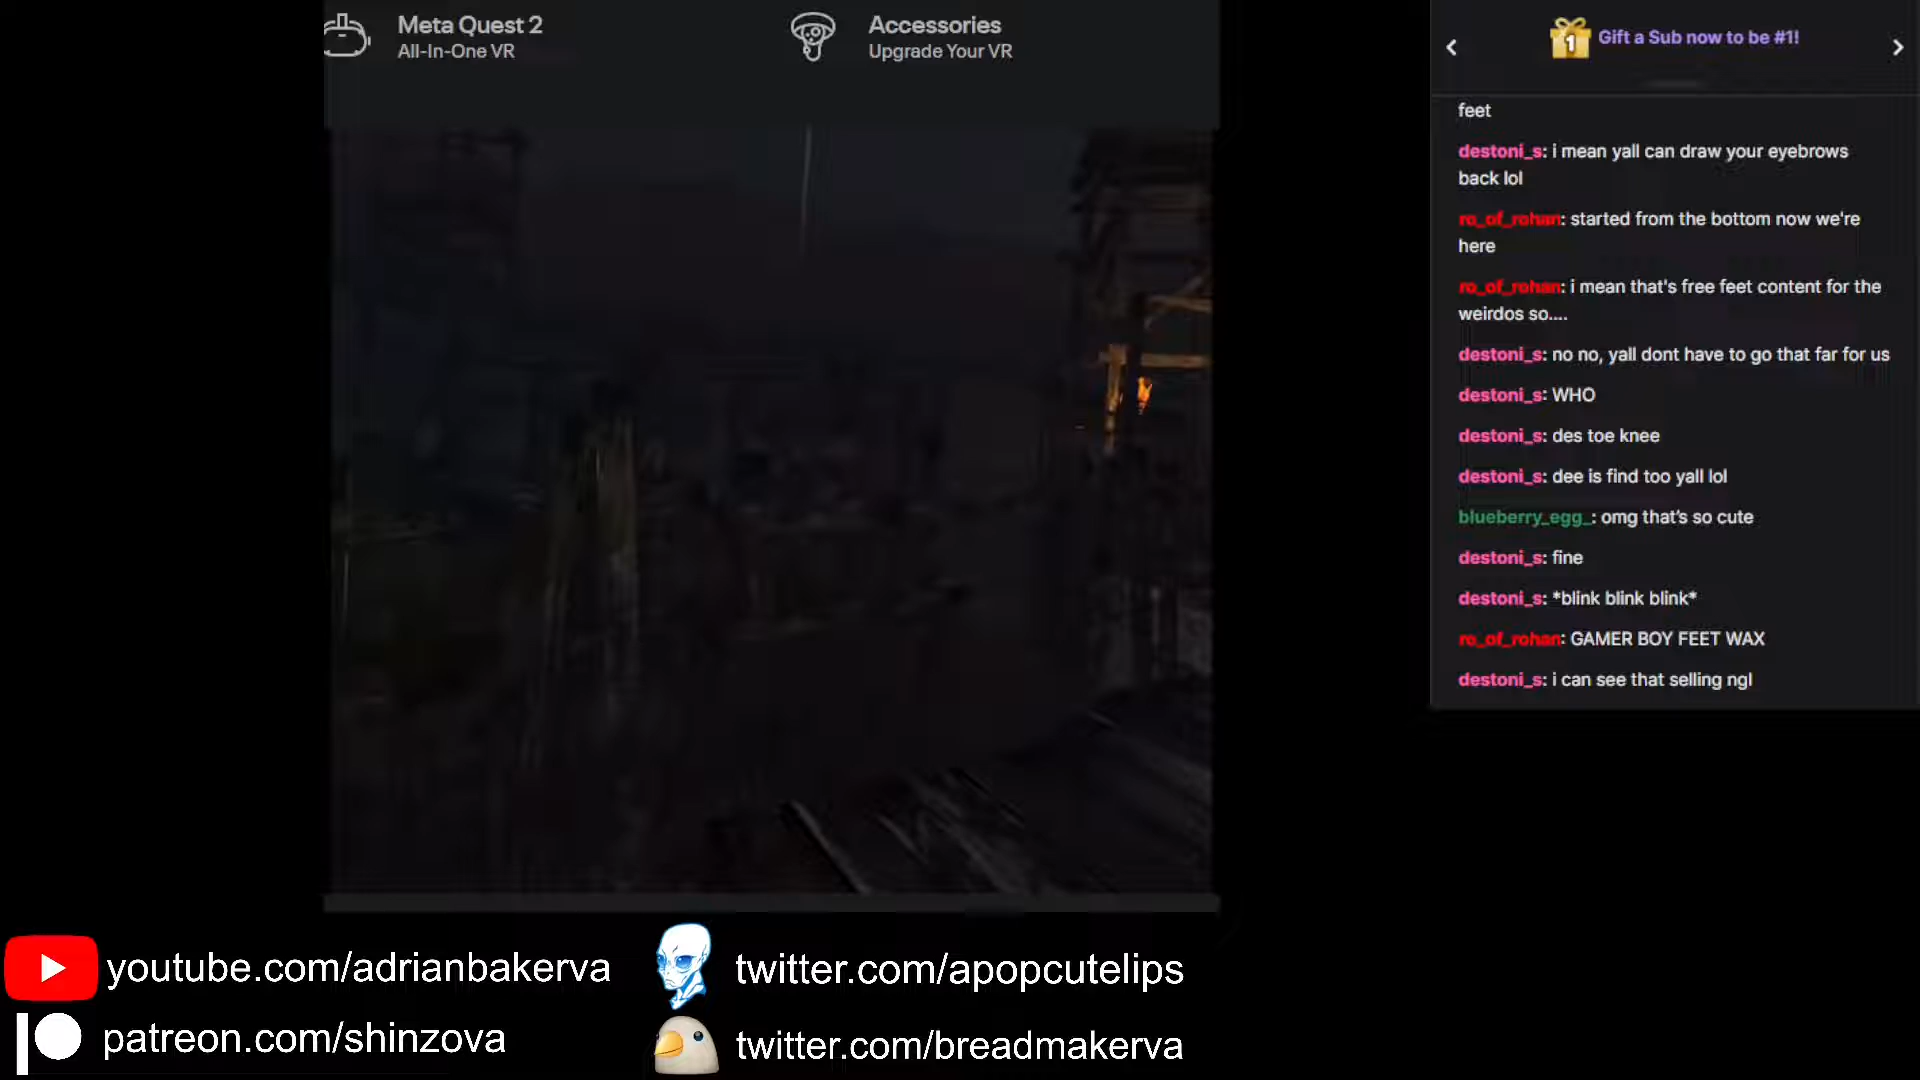 Meta Quest 2
All-In-One VR
Accessories
Upgrade Your VR
1
Gift a Sub now to be #1!
feet
destoni_s: i mean yall can draw your eyebrows
back lol
ro_of_rohan: started from the bottom now we're
here
ro_of_rohan: i mean that's free feet content for the
weirdos so....
destoni_s: no no, yall dont have to go that far for us
destoni_s: WHO
destoni_s: des toe knee
destoni_s: dee is find too yall lol
blueberry_egg_: omg that's so cute
destoni_s: fine
destoni_s: *blink blink blink*
ro_of_rohan: GAMER BOY FEET WAX
destoni_s: i can see that selling ngl
youtube.com/adrianbakerva
twitter.com/apopcutelips
patreon.com/shinzova
twitter.com/breadmakerva